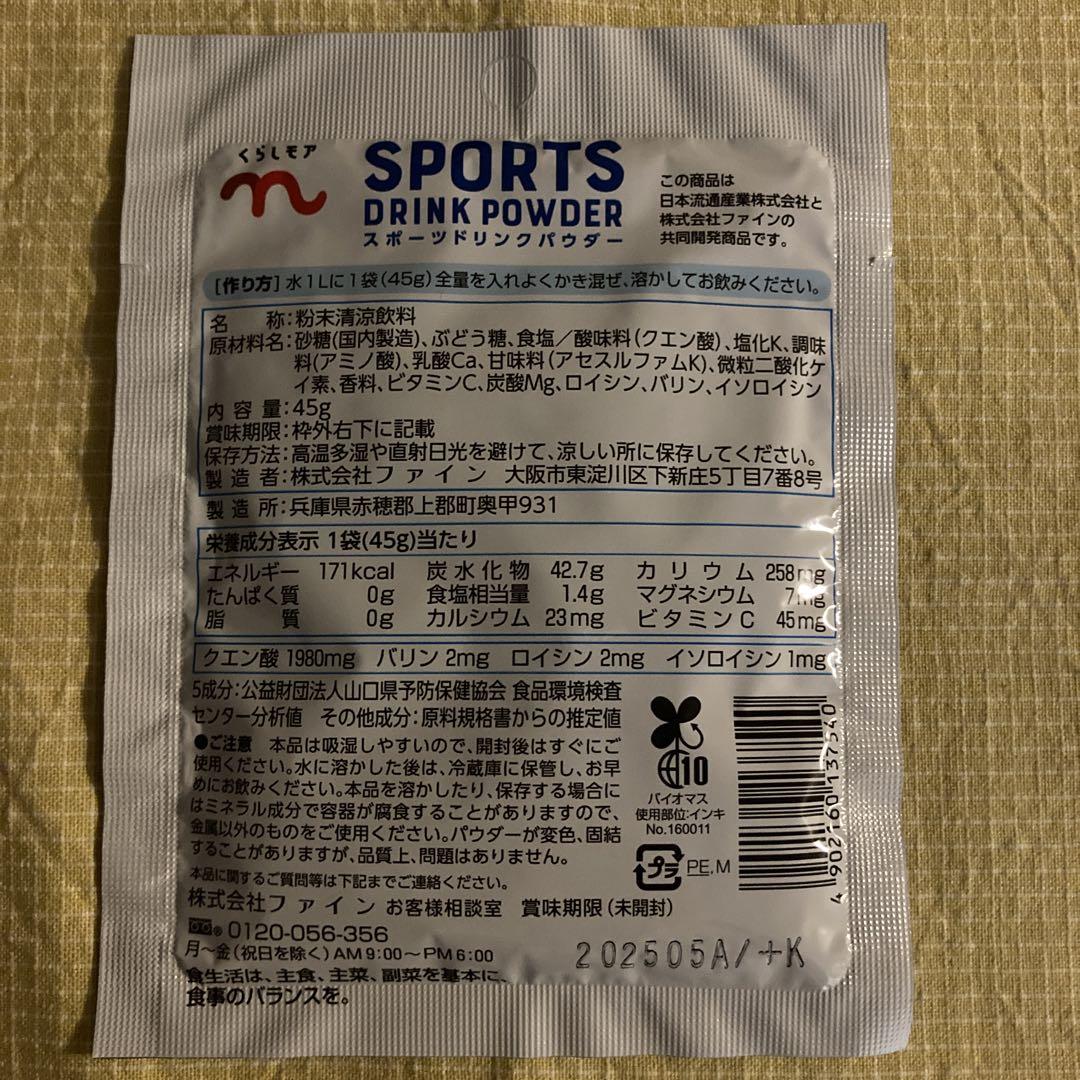 くらしモア
SPORTS
DRINK POWDER
スポーツドリンクパウダー
この商品は
日本流通産業株式会社と
株式会社ファインの
共同開発商品です。
[作り方]水1Lに1袋(45g)全量を入れよくかき混ぜ、溶かしてお飲みください。
名称:粉末清涼飲料
原材料名:砂糖(国内製造)、ぶどう糖、食塩/酸味料(クエン酸)、塩化K、調味
料(アミノ酸)、乳酸Ca、甘味料(アセスルファムK)、微粒二酸化ケ
イ素、香料、ビタミンC、炭酸Mg、ロイシン、バリン、イソロイシン
内容量:45g
賞味期限:枠外右下に記載
保存方法:高温多湿や直射日光を避けて、涼しい所に保存してください。
製造者:株式会社ファイン 大阪市東淀川区下新庄5丁目7番8号
製造所:兵庫県赤穂郡上郡町奥甲931
栄養成分表示 1袋(45g)当たり
エネルギー 171kcal 炭水化物 42.7g カリウム 258mg
たんぱく質 0g 食塩相当量 1.4g マグネシウム 7mg
脂質 0g カルシウム 23mg ビタミンC 45mg
クエン酸 1980mg バリン 2mg ロイシン 2mg イソロイシン 1mg
5成分:公益財団法人山口県予防保健協会 食品環境検査
センター分析値 その他成分:原料規格書からの推定値
●ご注意 本品は吸湿しやすいので、開封後はすぐにご
使用ください。水に溶かした後は、冷蔵庫に保管し、お早
めにお飲みください。本品を溶かしたり、保存する場合に
はミネラル成分で容器が腐食することがありますので、
金属以外のものをご使用ください。パウダーが変色、固結
することがありますが、品質上、問題はありません。
本品に関するご質問等は下記までご連絡ください。
株式会社ファイン お客様相談室 賞味期限(未開封)
0120-056-356
月~金(祝日を除く)AM9:00~PM6:00
食生活は、主食、主菜、副菜を基本に、
食事のバランスを。
10
バイオマス
使用部位:インキ
No.160011
プラ PE,M
4902160137540
202505A/+K